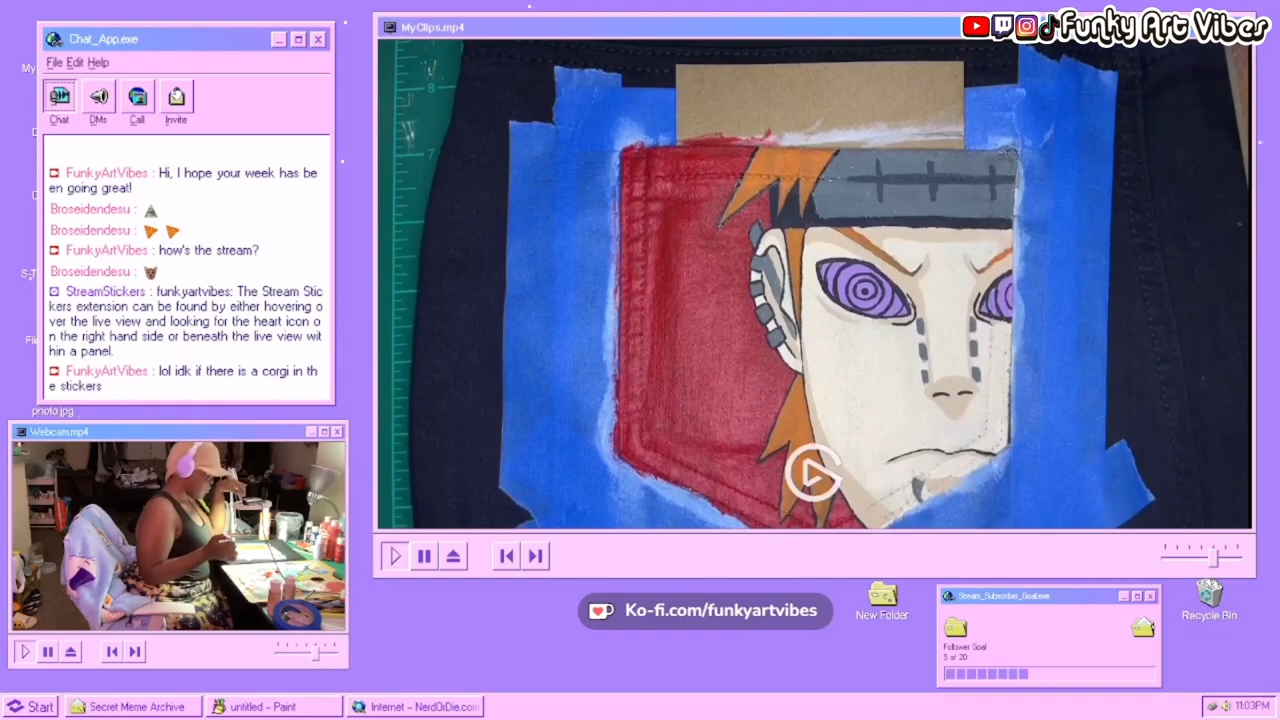 Chat_App.exe
File Edit Help
Chat
DMs
Call
Invite
FunkyArtVibes : Hi, I hope your week has be
en going great!
Broseidendesu :
Broseidendesu :
FunkyArtVibes : how's the stream?
Broseidendesu :
StreamStickers : funkyartvibes: The Stream Stic
kers extension can be found by either hovering o
ver the live view and looking for the heart icon o
n the right hand side or beneath the live view wit
hin a panel.
FunkyArtVibes : lol idk if there is a corgi in th
e stickers
My
S-T
photo.jpg
Webcam.mp4
MyClips.mp4
Funky Art Vibes
8
7
Ko-fi.com/funkyartvibes
New Folder
Stream_Subscriber_Goal.exe
Follower Goal
5 of 20
Recycle Bin
Start
Secret Meme Archive
untitled - Paint
Internet - NerdOrDie.com
11:03PM